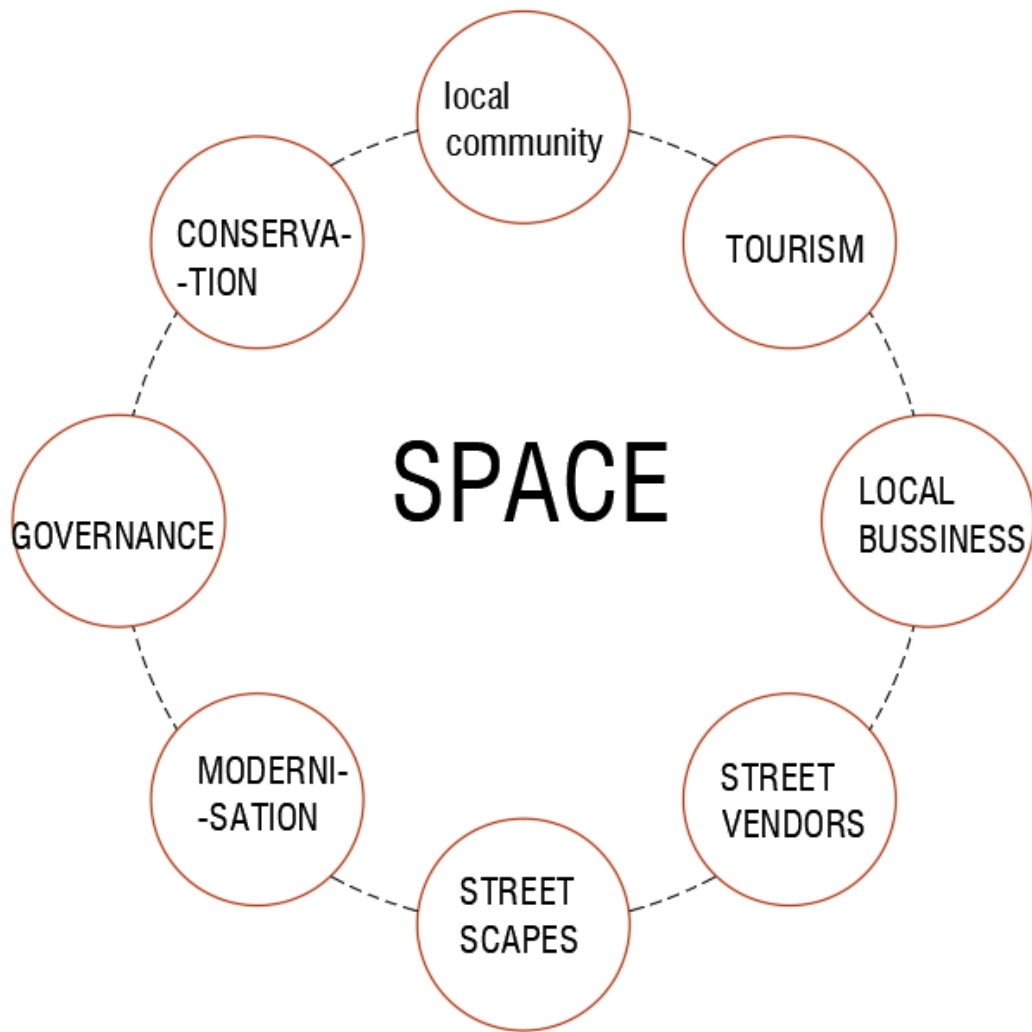 local
community
CONSERVA-
-TION
TOURISM
SPACE
GOVERNANCE
LOCAL
BUSSINESS
MODERNI-
-SATION
STREET
VENDORS
STREET
SCAPES